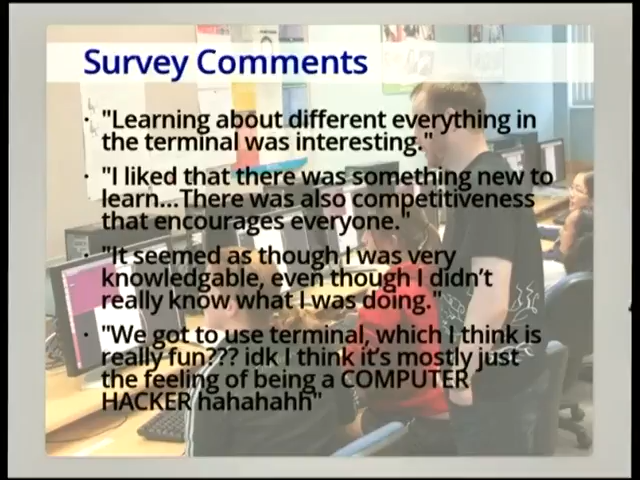 Survey Comments
· "Learning about different everything in
the terminal was interesting."
· "I liked that there was something new to
learn...There was also competitiveness
that encourages everyone."
· "It seemed as though I was very
knowledgable, even though I didn't
really know what I was doing."
· "We got to use terminal, which I think is
really fun??? idk I think it's mostly just
the feeling of being a COMPUTER
HACKER hahahahh"